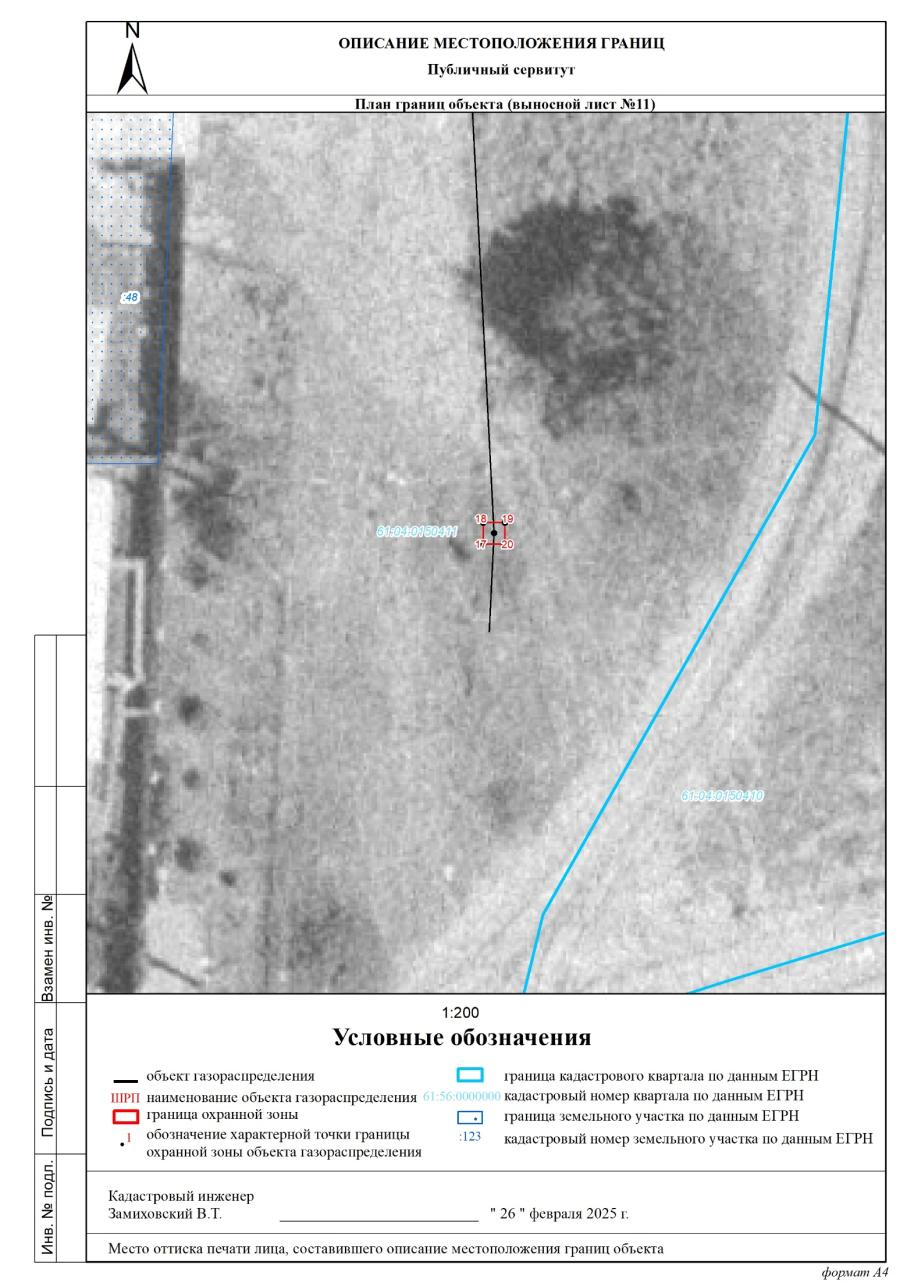 N
ОПИСАНИЕ МЕСТОПОЛОЖЕНИЯ ГРАНИЦ
Публичный сервитут
План границ объекта (выносной лист №11)
:48
18 19
61:04:0150411
17 20
61:04:0150410
1:200
Условные обозначения
объект газораспределения
ШРП наименование объекта газораспределения
граница охранной зоны
1 обозначение характерной точки границы
охранной зоны объекта газораспределения
граница кадастрового квартала по данным ЕГРН
61:56:0000000 кадастровый номер квартала по данным ЕГРН
граница земельного участка по данным ЕГРН
:123 кадастровый номер земельного участка по данным ЕГРН
Кадастровый инженер
Замиховский В.Т. " 26 " февраля 2025 г.
Место оттиска печати лица, составившего описание местоположения границ объекта
Взамен инв. №
Подпись и дата
Инв. № подл.
формат А4